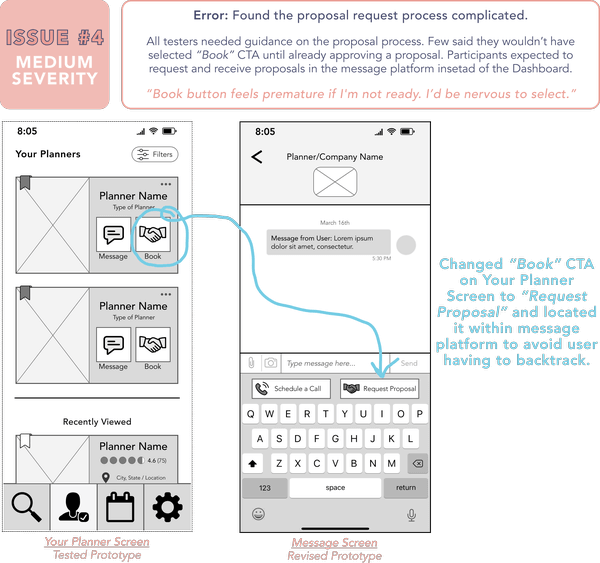 ISSUE #4
MEDIUM
SEVERITY
Error: Found the proposal request process complicated.
All testers needed guidance on the proposal process. Few said they wouldn't have
selected "Book" CTA until already approving a proposal. Participants expected to
request and receive proposals in the message platform insetad of the Dashboard.
"Book button feels premature if I'm not ready. I'd be nervous to select."
8:05
Your Planners
Filters
Planner Name
Type of Planner
Message
Book
Planner Name
Type of Planner
Message
Book
Recently Viewed
Planner Name
4.6 (75)
City, State / Location
Your Planner Screen
Tested Prototype
8:05
Planner/Company Name
March 16th
Message from User: Lorem ipsum
dolor sit amet, consectetur.
5:30 PM
Type message here...
Send
Schedule a Call
Request Proposal
Q W E R T Y U I O P
A S D F G H J K L
Z X C V B N M
123
space
return
Message Screen
Revised Prototype
Changed "Book" CTA
on Your Planner
Screen to "Request
Proposal" and located
it within message
platform to avoid user
having to backtrack.